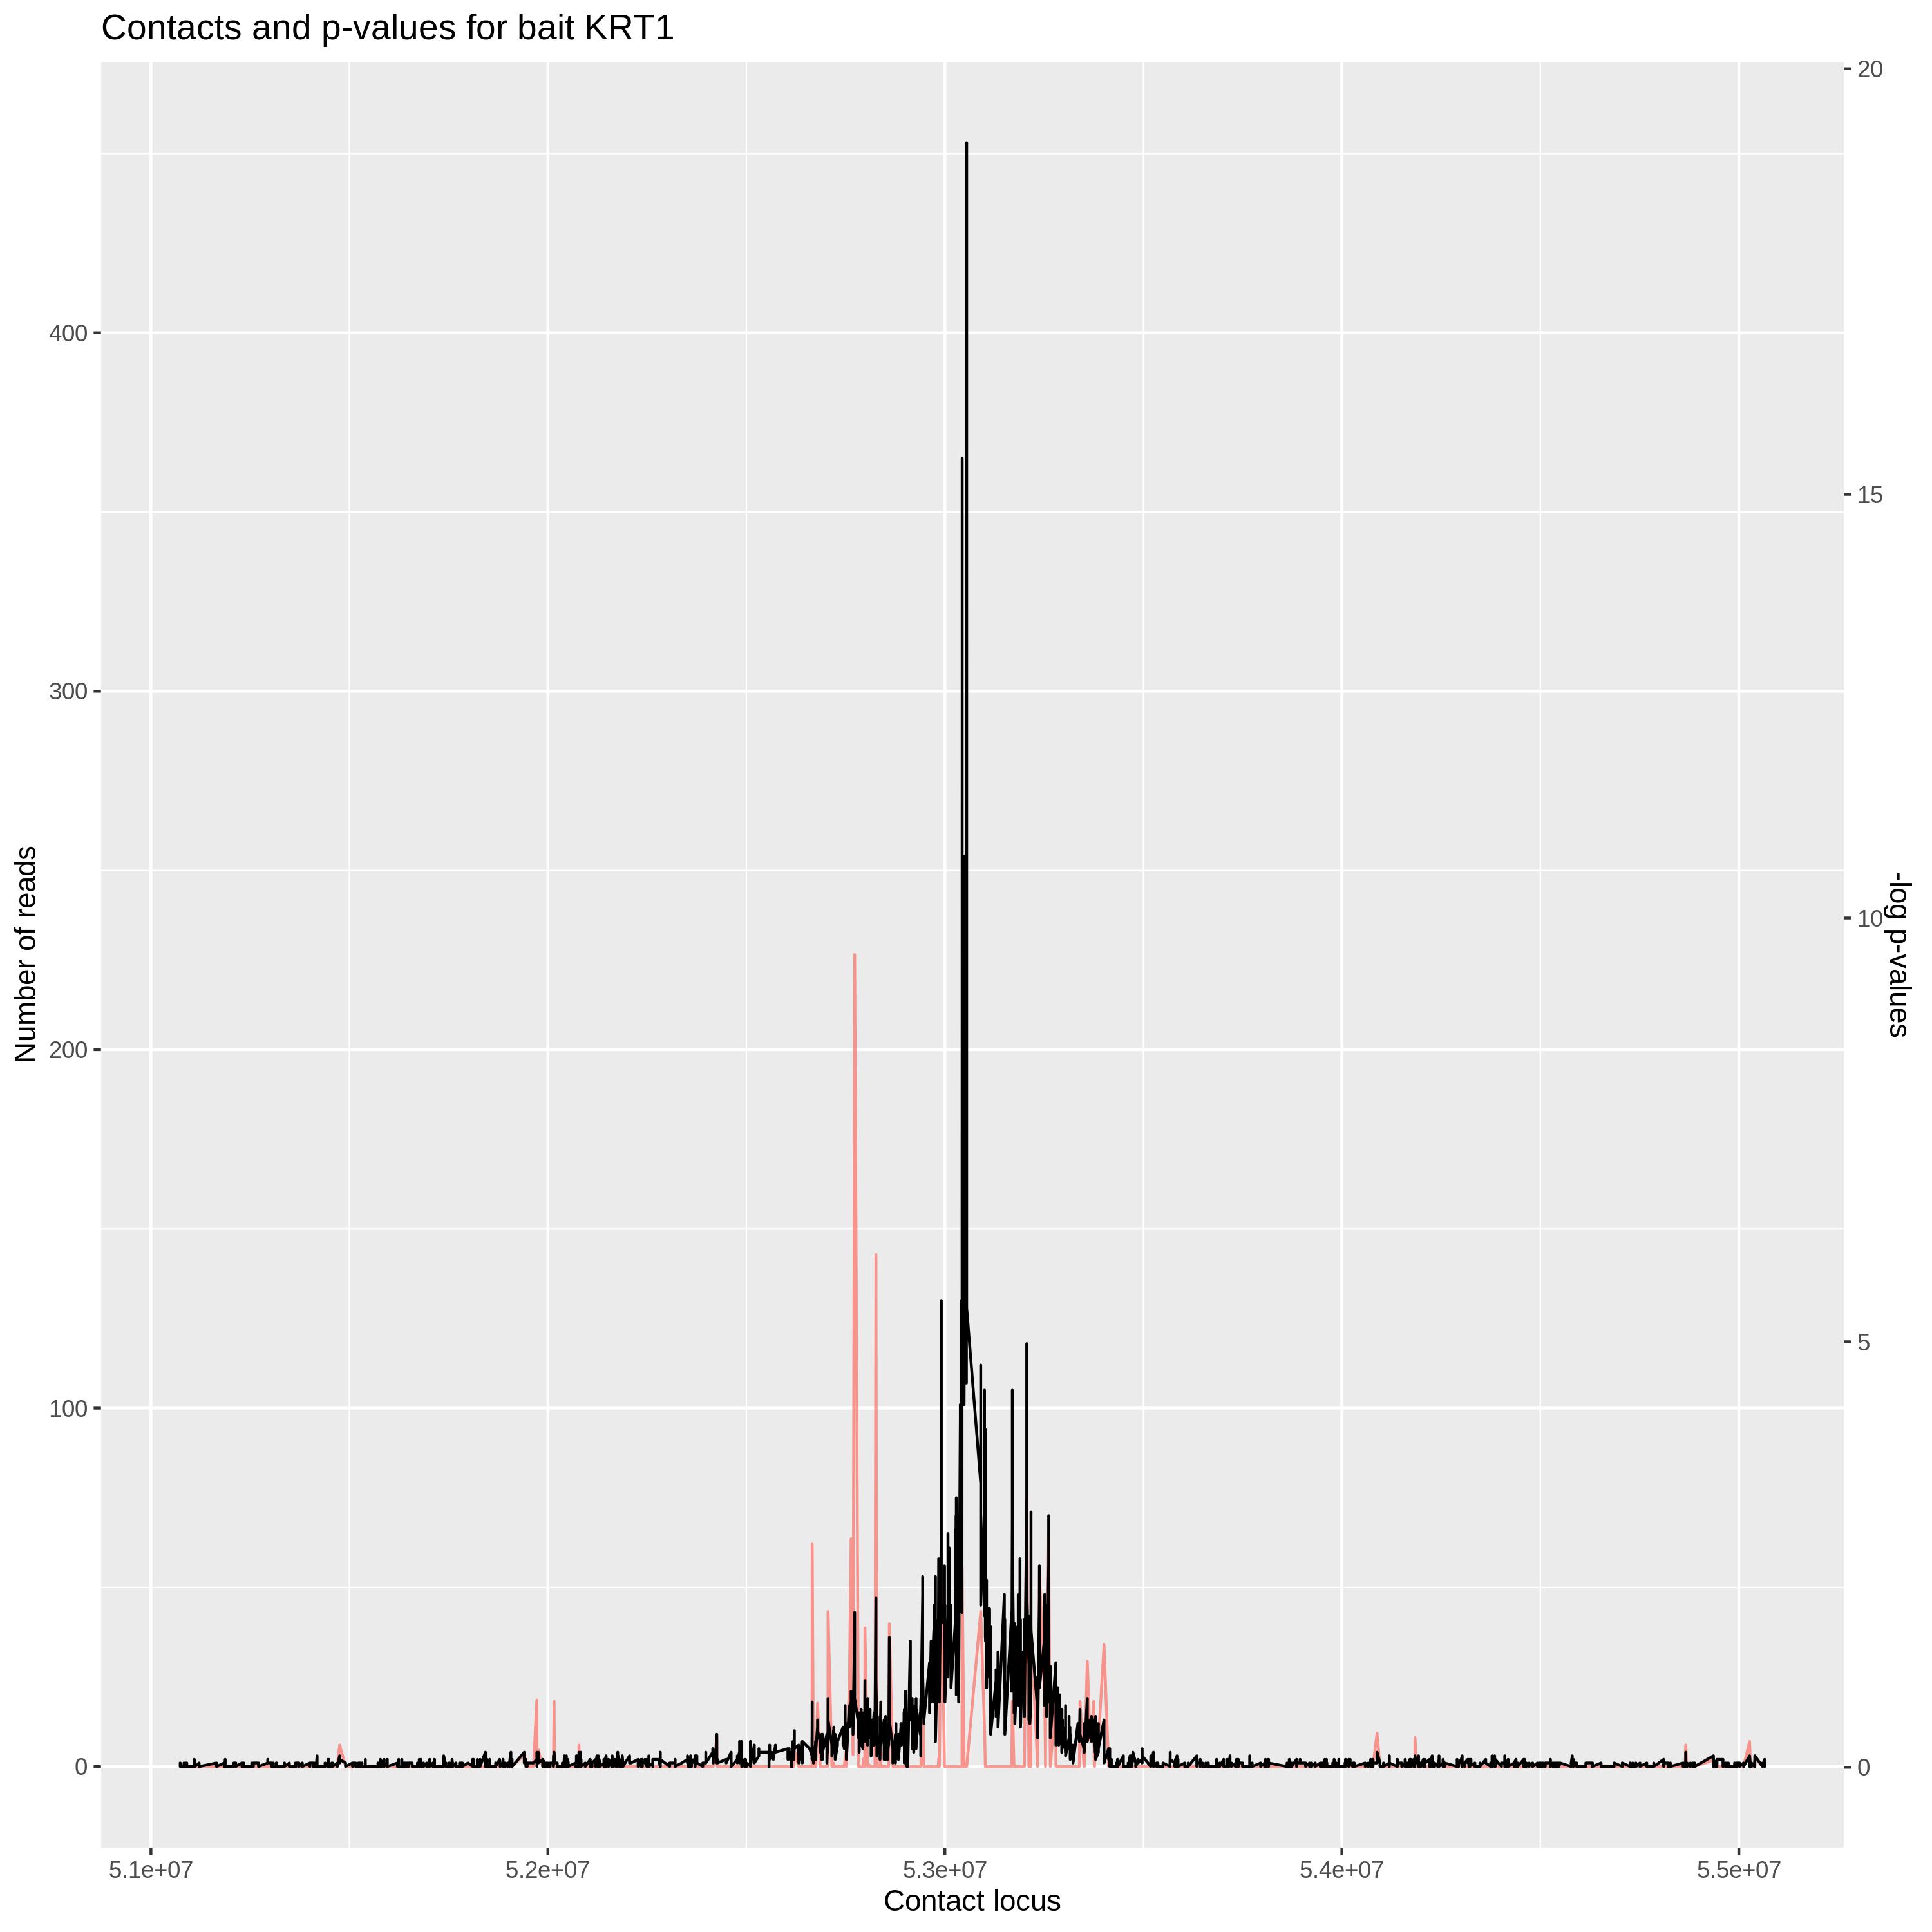 Contacts and p-values for bait KRT1
20
400
15
300
10
200
5
100
0
0
Number of reads
-log p-values
5.1e+07 5.2e+07 5.3e+07 5.4e+07 5.5e+07
Contact locus